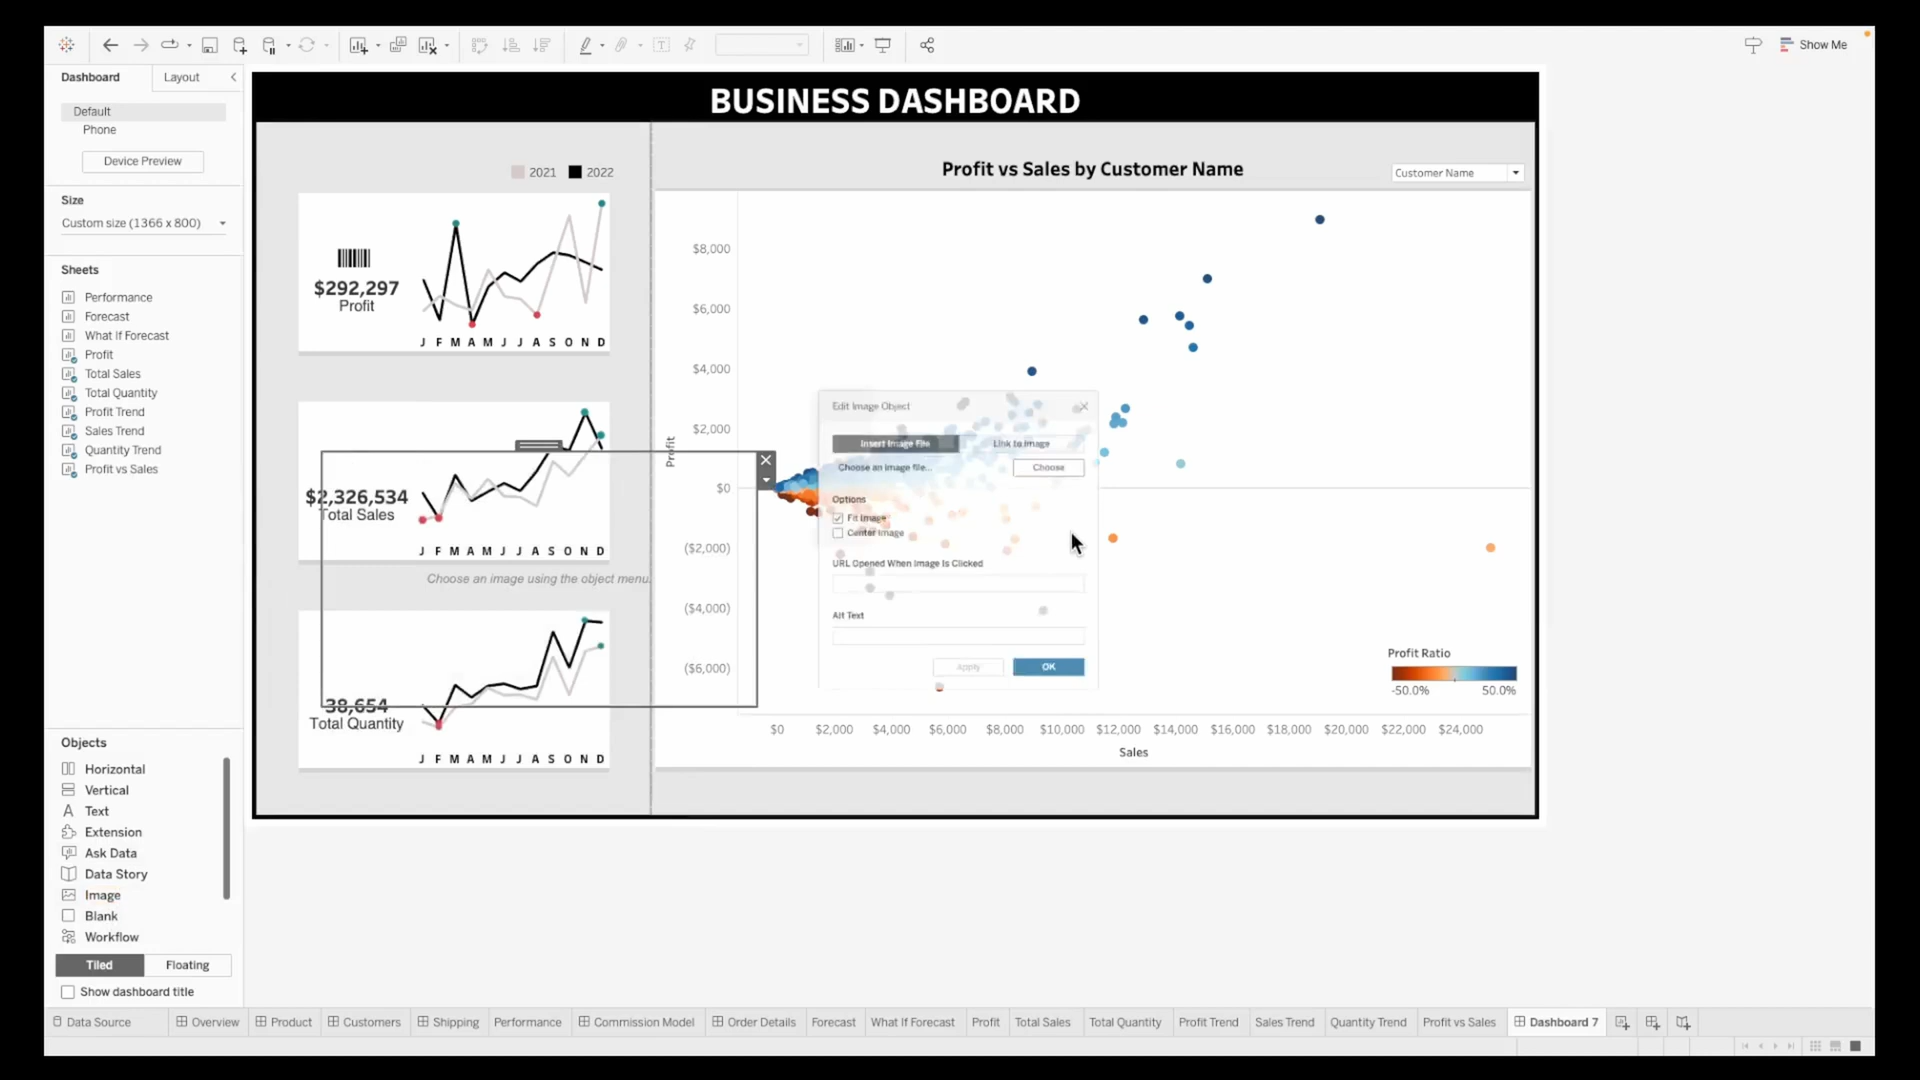 Show Me
Dashboard
Layout
Default
Phone
Device Preview
Size
Custom size (1366 x 800)
Sheets
Performance
Forecast
What If Forecast
Profit
Total Sales
Total Quantity
Profit Trend
Sales Trend
Quantity Trend
Profit vs Sales
Objects
Horizontal
Vertical
Text
Extension
Ask Data
Data Story
Image
Blank
Workflow
Tiled
Floating
Show dashboard title
BUSINESS DASHBOARD
2021
2022
$292,297
Profit
J F M A M J J A S O N D
$2,326,534
Total Sales
J F M A M J J A S O N D
Choose an image using the object menu.
38,654
Total Quantity
J F M A M J J A S O N D
Profit vs Sales by Customer Name
Customer Name
$8,000
$6,000
$4,000
$2,000
$0
($2,000)
($4,000)
($6,000)
Profit
Edit Image Object
Insert Image File
Link to Image
Choose an image file...
Choose
Options
Fit Image
Center Image
URL Opened When Image Is Clicked
Alt Text
Apply
OK
Profit Ratio
-50.0%
50.0%
$0 $2,000 $4,000 $6,000 $8,000 $10,000 $12,000 $14,000 $16,000 $18,000 $20,000 $22,000 $24,000
Sales
Data Source
Overview
Product
Customers
Shipping
Performance
Commission Model
Order Details
Forecast
What If Forecast
Profit
Total Sales
Total Quantity
Profit Trend
Sales Trend
Quantity Trend
Profit vs Sales
Dashboard 7